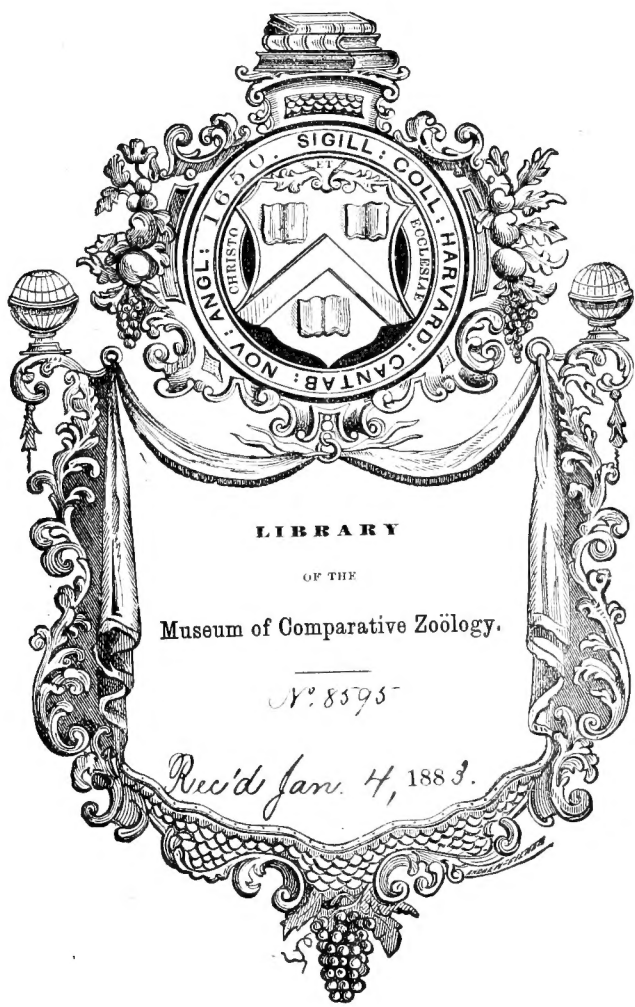 SIGILL: COLL: HARVARD: CANTAB: NOV: ANGL: 1650.
ET
CHRISTO
ECCLESIAE
LIBRARY
OF THE
Museum of Comparative Zoölogy.
No. 8595
Rec'd Jan. 4, 1883.